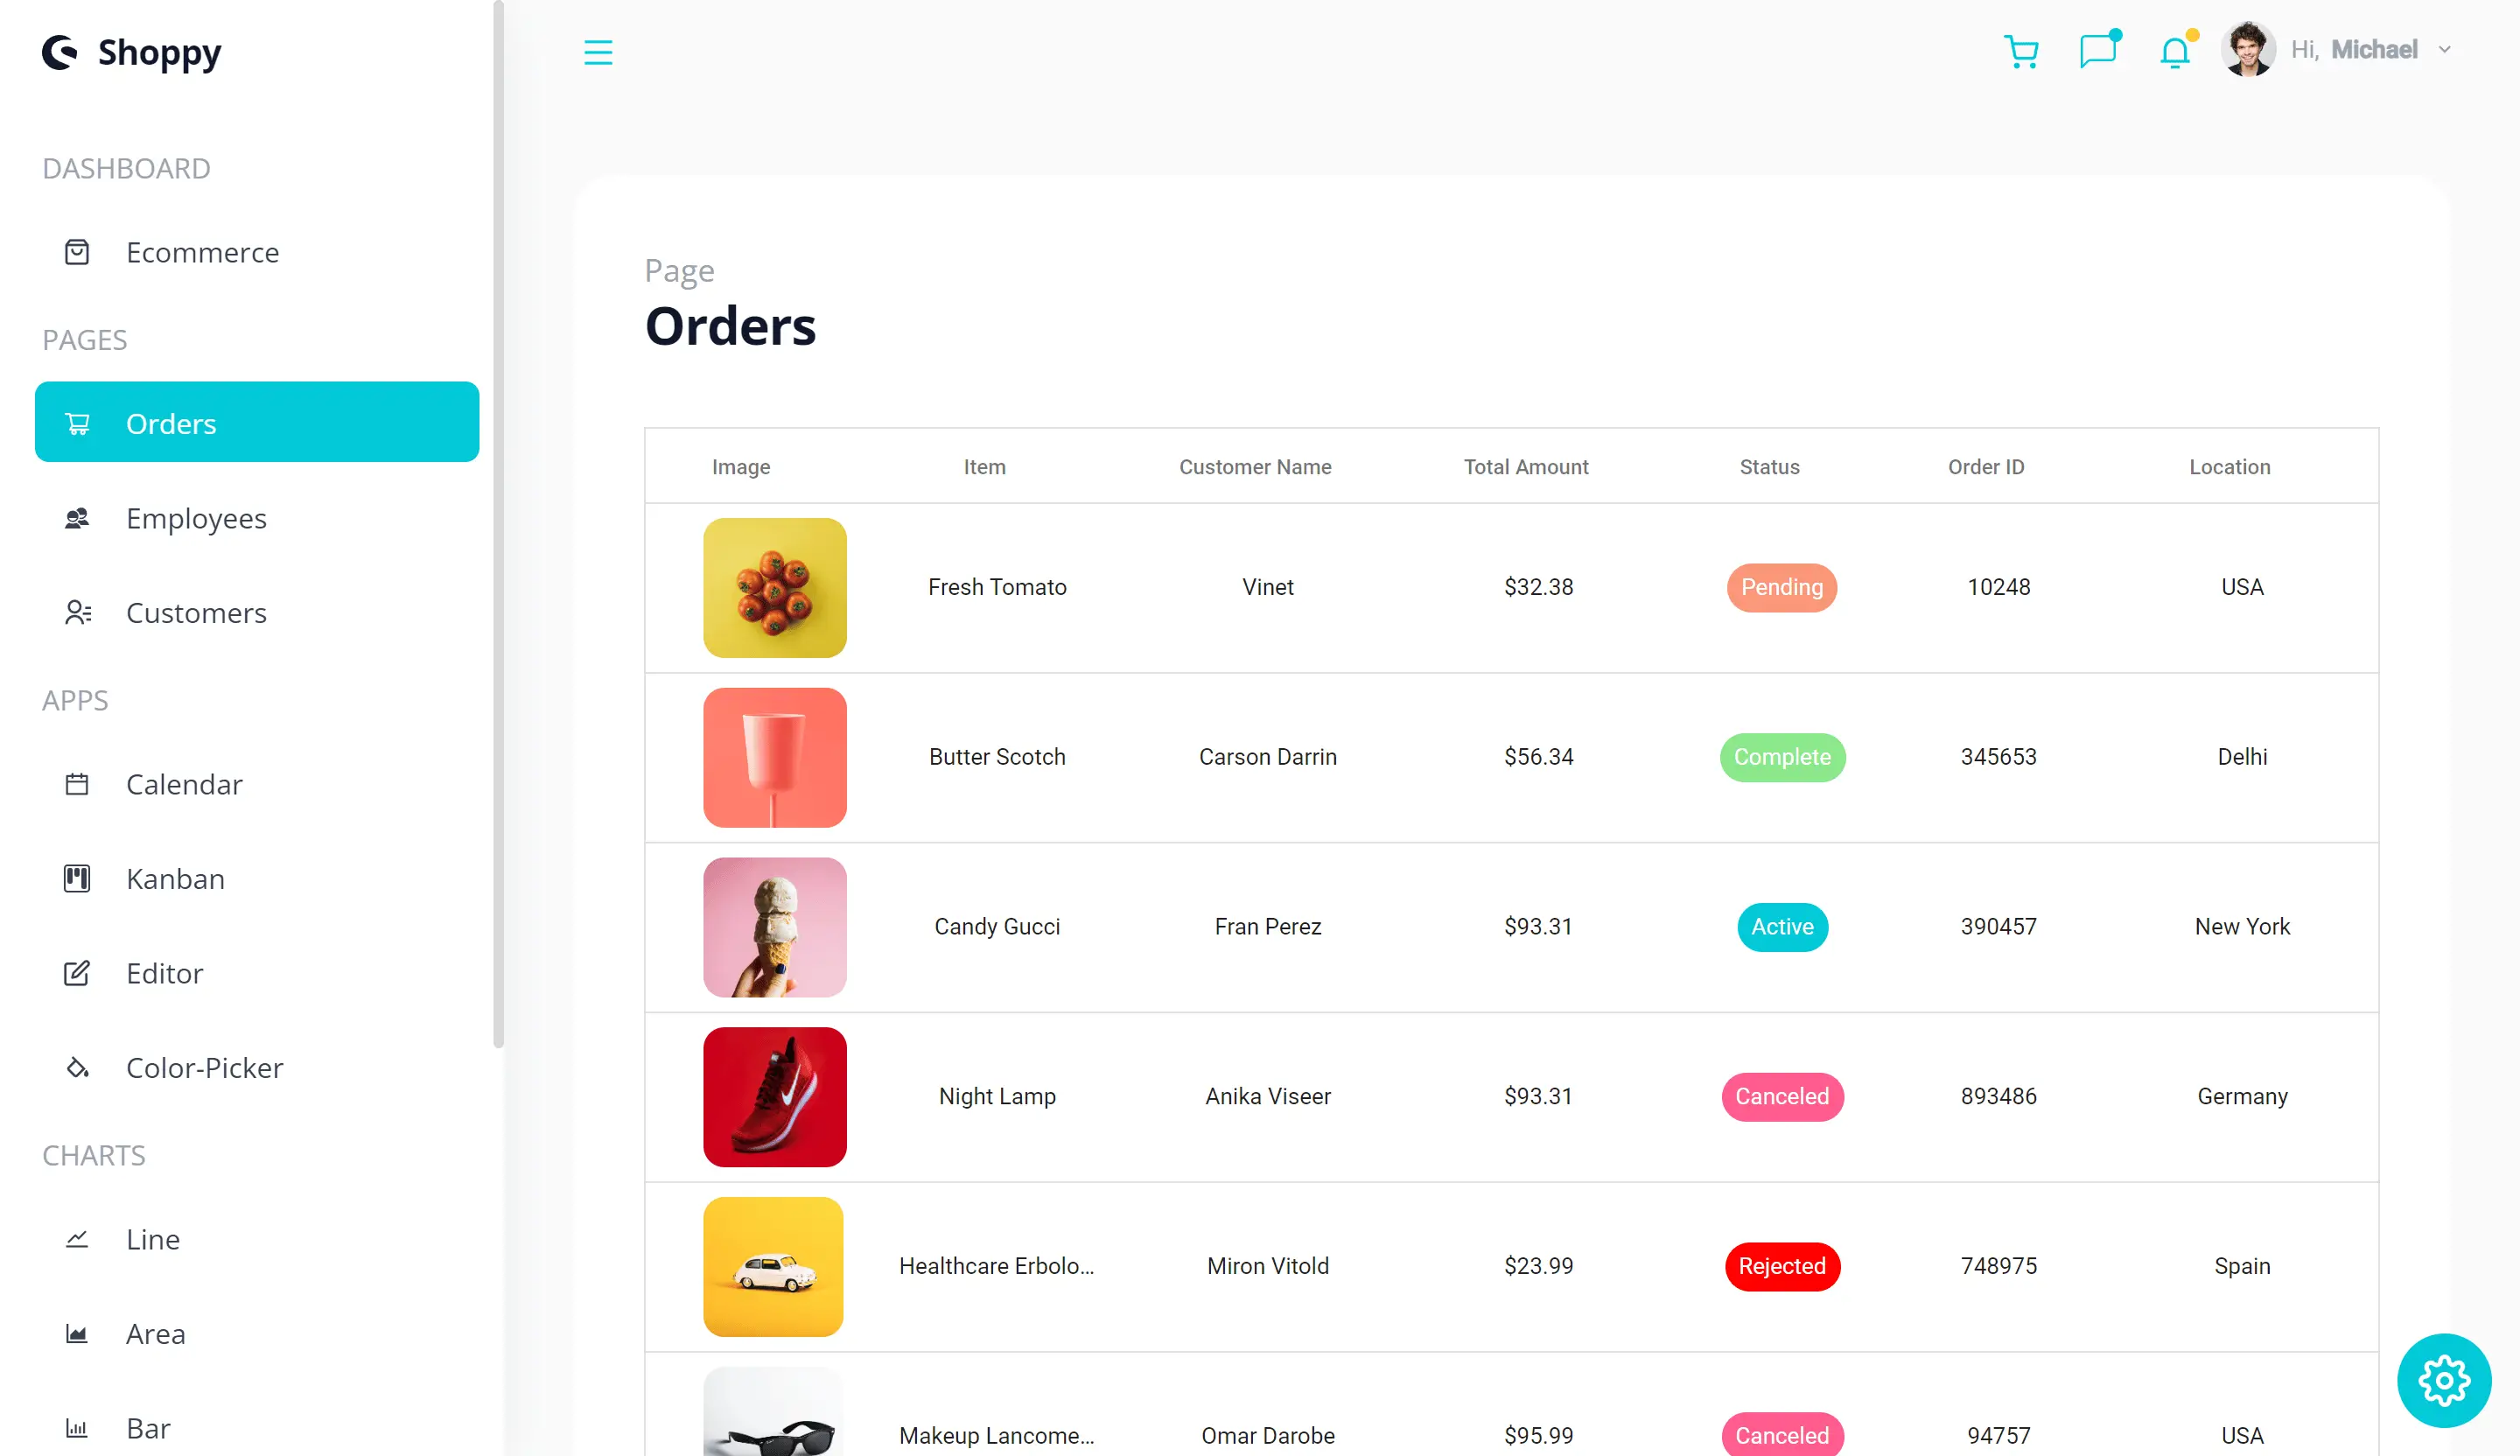 Shoppy
Hi, Michael
DASHBOARD
Ecommerce
PAGES
Orders
Employees
Customers
APPS
Calendar
Kanban
Editor
Color-Picker
CHARTS
Line
Area
Bar
Page
Orders
Image Item Customer Name Total Amount Status Order ID Location
Fresh Tomato Vinet $32.38 Pending 10248 USA
Butter Scotch Carson Darrin $56.34 Complete 345653 Delhi
Candy Gucci Fran Perez $93.31 Active 390457 New York
Night Lamp Anika Viseer $93.31 Canceled 893486 Germany
Healthcare Erbolo... Miron Vitold $23.99 Rejected 748975 Spain
Makeup Lancome... Omar Darobe $95.99 Canceled 94757 USA